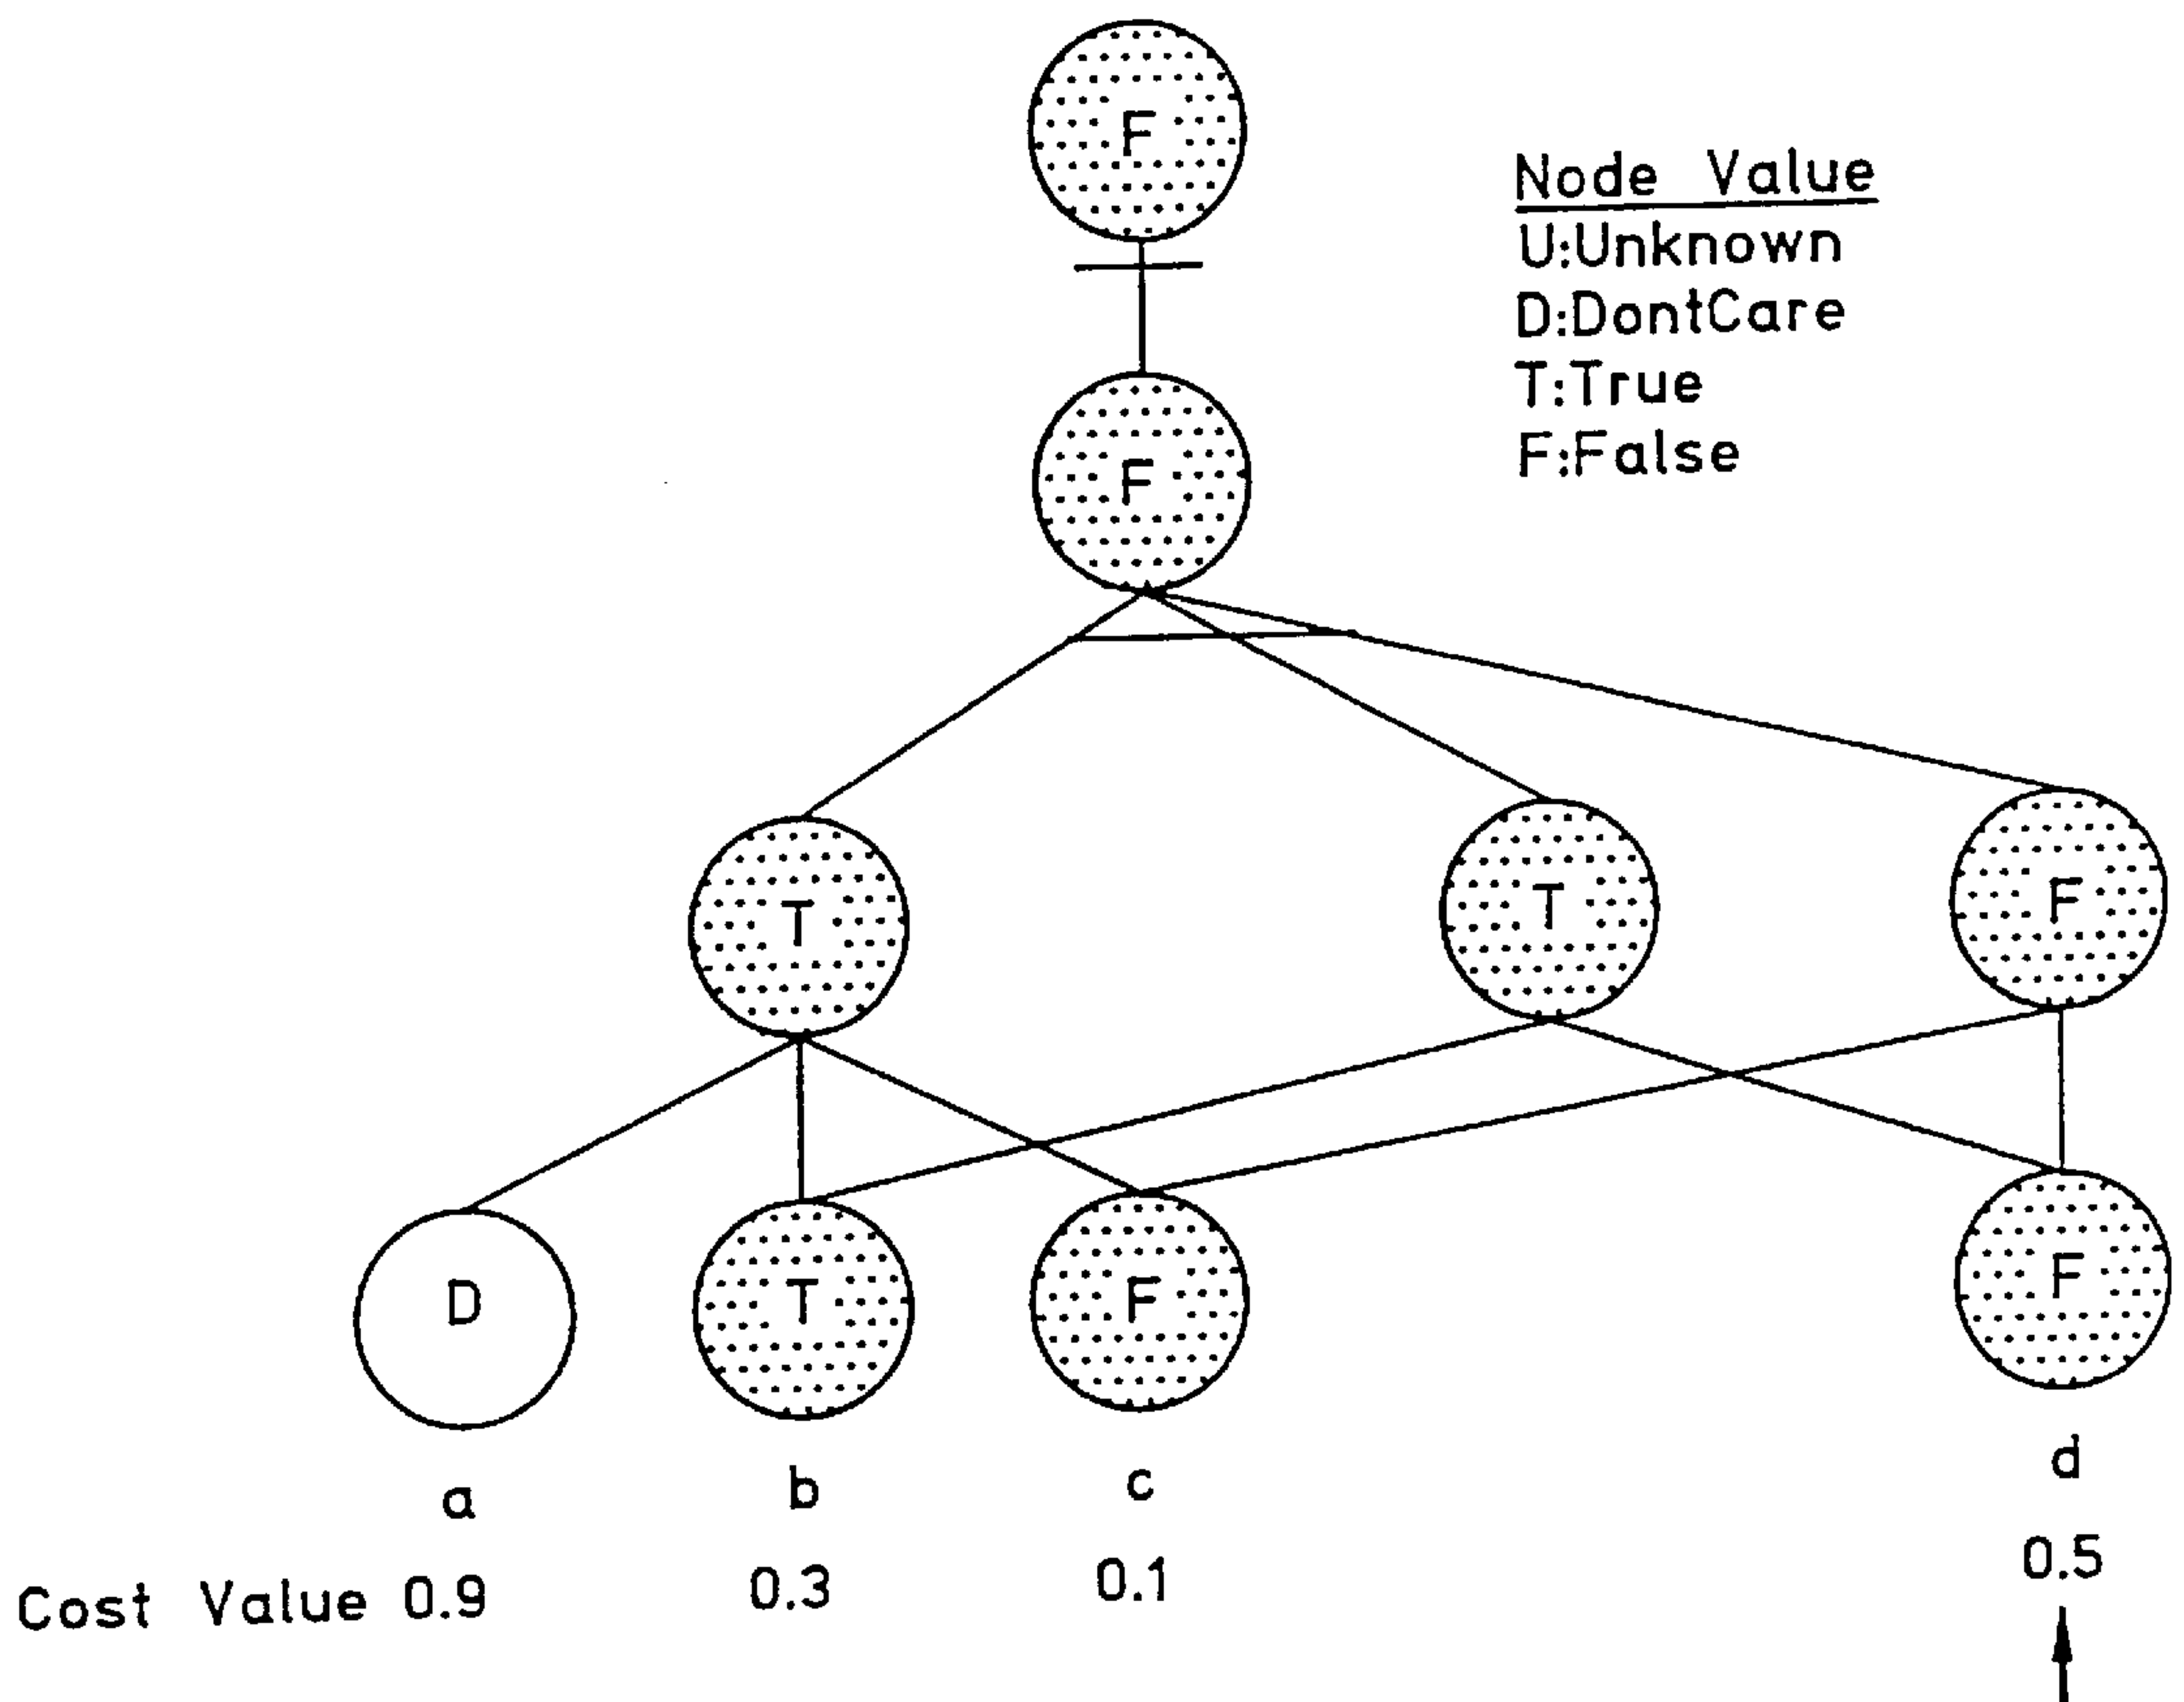 F
Node Value
U:Unknown
D:DontCare
T:True
F:False
F
T T F
D T F F
a b c d
Cost Value 0.9 0.3 0.1 0.5